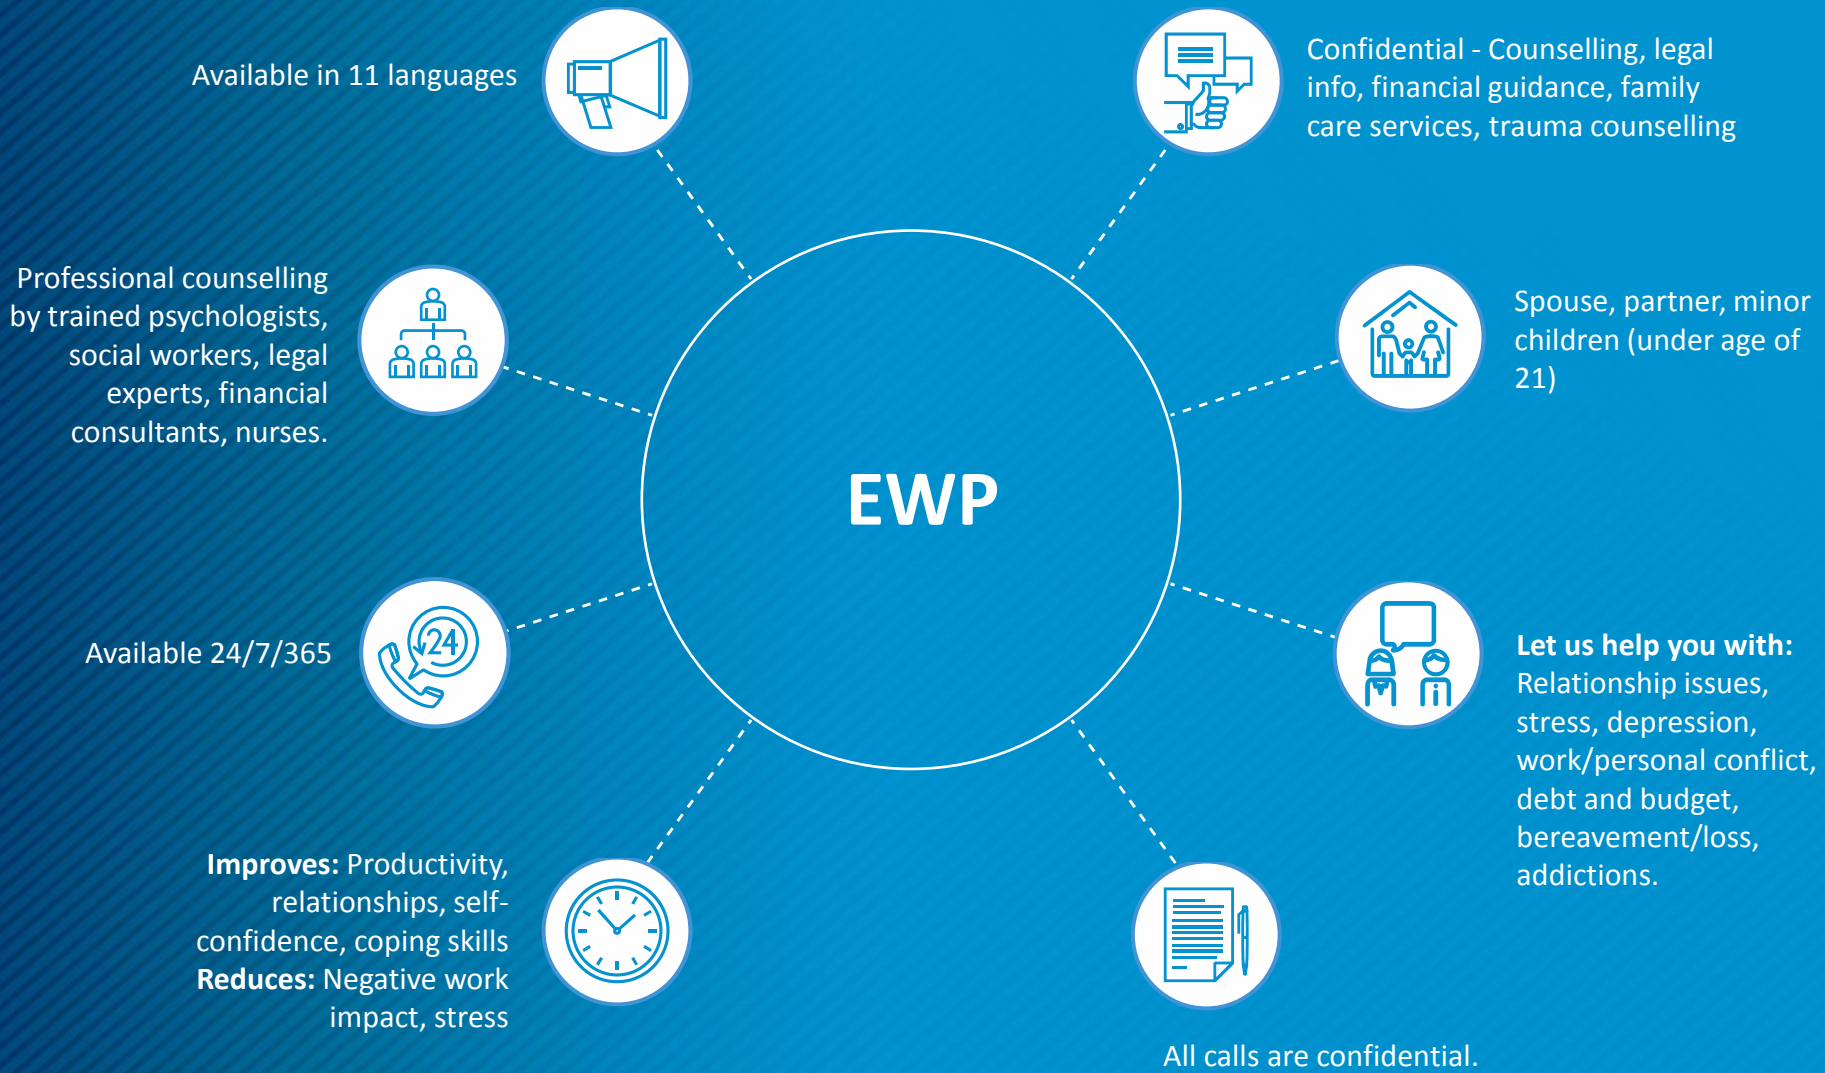 Available in 11 languages
Confidential - Counselling, legal
info, financial guidance, family
care services, trauma counselling
Professional counselling
by trained psychologists,
social workers, legal
experts, financial
consultants, nurses.
Spouse, partner, minor
children (under age of
21)
EWP
Available 24/7/365
24
Let us help you with:
Relationship issues,
stress, depression,
work/personal conflict,
debt and budget,
bereavement/loss,
addictions.
Improves: Productivity,
relationships, self-
confidence, coping skills
Reduces: Negative work
impact, stress
All calls are confidential.